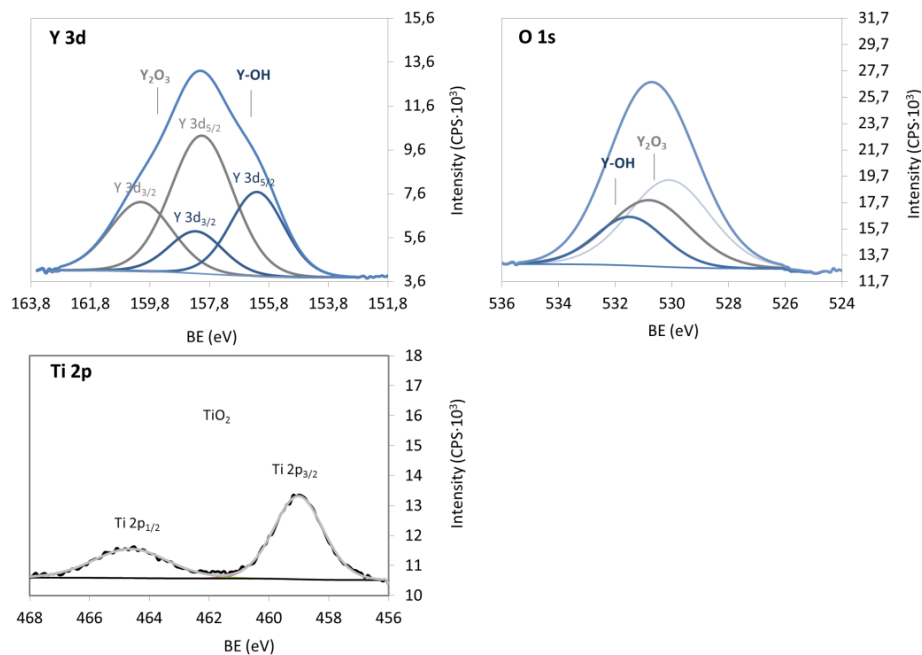 Y 3d
Y₂O₃
Y-OH
Y 3d₅/₂
Y 3d₃/₂
Y 3d₅/₂
Y 3d₃/₂
15,6
13,6
11,6
9,6
7,6
5,6
3,6
Intensity (CPS·10³)
163,8 161,8 159,8 157,8 155,8 153,8 151,8
BE (eV)
O 1s
Y₂O₃
Y-OH
31,7
29,7
27,7
25,7
23,7
21,7
19,7
17,7
15,7
13,7
11,7
Intensity (CPS·10³)
536 534 532 530 528 526 524
BE (eV)
Ti 2p
TiO₂
Ti 2p₃/₂
Ti 2p₁/₂
18
17
16
15
14
13
12
11
10
Intensity (CPS·10³)
468 466 464 462 460 458 456
BE (eV)